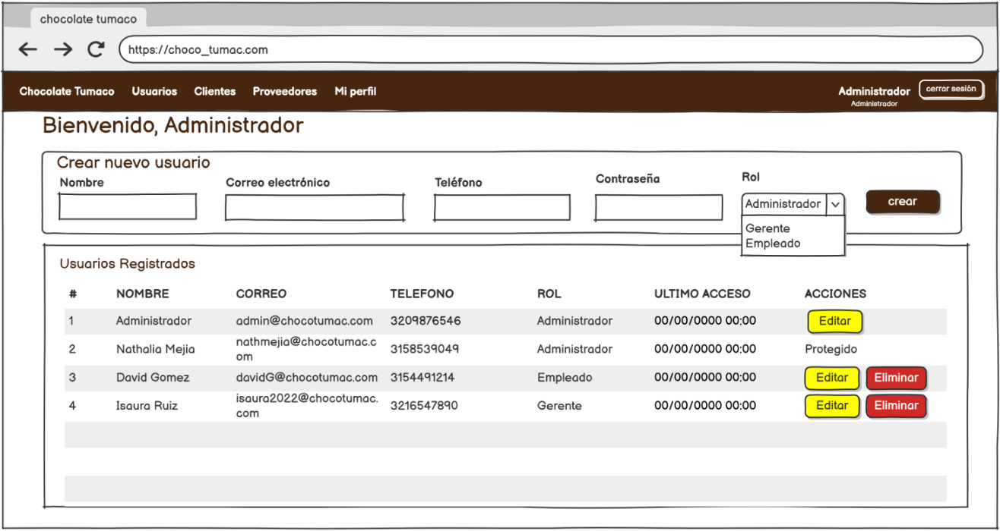 chocolate tumaco
https://choco_tumac.com
Chocolate Tumaco Usuarios Clientes Proveedores Mi perfil Administrador cerrar sesión
Administrador
Bienvenido, Administrador
Crear nuevo usuario
Nombre Correo electrónico Teléfono Contraseña Rol
Administrador crear
Gerente
Empleado
Usuarios Registrados
# NOMBRE CORREO TELEFONO ROL ULTIMO ACCESO ACCIONES
1 Administrador admin@chocotumac.com 3209876546 Administrador 00/00/0000 00:00 Editar
2 Nathalia Mejia nathmejia@chocotumac.c 3158539049 Administrador 00/00/0000 00:00 Protegido
om
3 David Gomez davidG@chocotumac.com 3154491214 Empleado 00/00/0000 00:00 Editar Eliminar
4 Isaura Ruiz isaura2022@chocotumac. 3216547890 Gerente 00/00/0000 00:00 Editar Eliminar
com